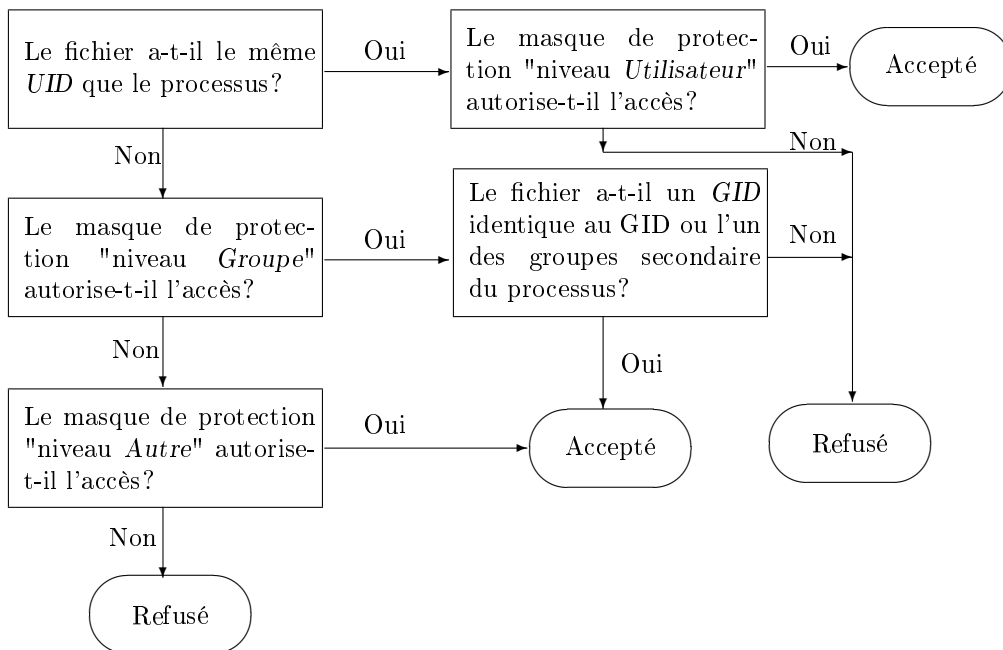 Le fichier a-t-il le même
UID que le processus?
Oui
Le masque de protec-
tion "niveau Utilisateur"
autorise-t-il l'accès?
Oui
Accepté
Non
Non
Le masque de protec-
tion "niveau Groupe"
autorise-t-il l'accès?
Oui
Le fichier a-t-il un GID
identique au GID ou l'un
des groupes secondaire
du processus?
Non
Non
Oui
Le masque de protection
"niveau Autre" autorise-
t-il l'accès?
Oui
Accepté
Refusé
Non
Refusé